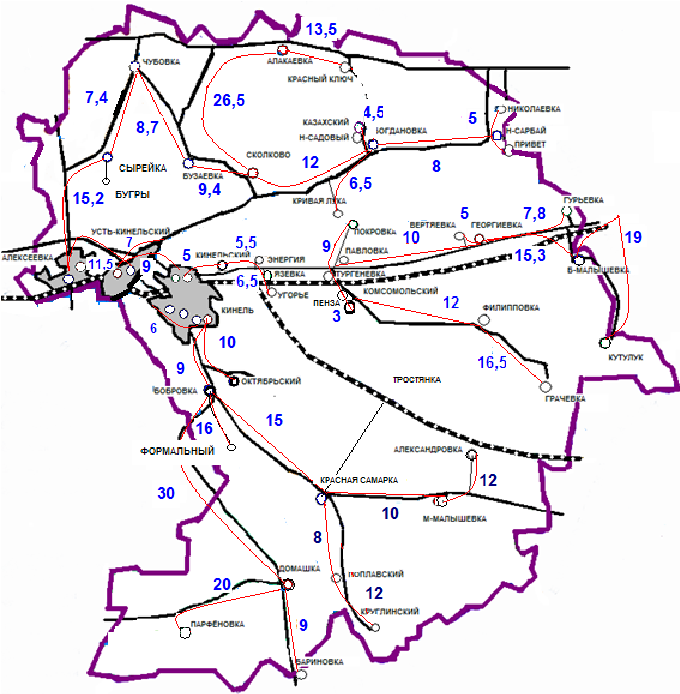 13,5
АЛАКАЕВКА
ЧУБОВКА
КРАСНЫЙ КЛЮЧ
7,4
26,5
4,5
5
НИКОЛАЕВКА
8,7
КАЗАХСКИЙ
БОГДАНОВКА
Н-САДОВЫЙ
Н-САРБАЙ
ПРИВЕТ
СЫРЕЙКА
СКОЛКОВО
12
8
15,2
БУЗАЕВКА
БУГРЫ
9,4
6,5
КРИВАЯ ЛУКА
ГУРЬЕВКА
УСТЬ-КИНЕЛЬСКИЙ
ПОКРОВКА
ВЕРТЯЕВКА
5
ГЕОРГИЕВКА
7,8
7
5,5
9
10
19
АЛЕКСЕЕВКА
11,5
9
5
КИНЕЛЬСКИЙ
ЭНЕРГИЯ
ПАВЛОВКА
15,3
Б-МАЛЫШЕВКА
6,5
ЯЗЕВКА
ТУРГЕНЕВКА
УГОРЬЕ
КОМСОМОЛЬСКИЙ
КИНЕЛЬ
ПЕНЗА
3
12
ФИЛИППОВКА
6
10
КУТУЛУК
9
16,5
ОКТЯБРЬСКИЙ
ТРОСТЯНКА
БОБРОВКА
ГРАЧЕВКА
16
15
ФОРМАЛЬНЫЙ
АЛЕКСАНДРОВКА
КРАСНАЯ САМАРКА
12
30
10
М-МАЛЫШЕВКА
8
ДОМАШКА
ПОПЛАВСКИЙ
20
12
КРУГЛИНСКИЙ
ПАРФЕНОВКА
9
ВАРИНОВКА